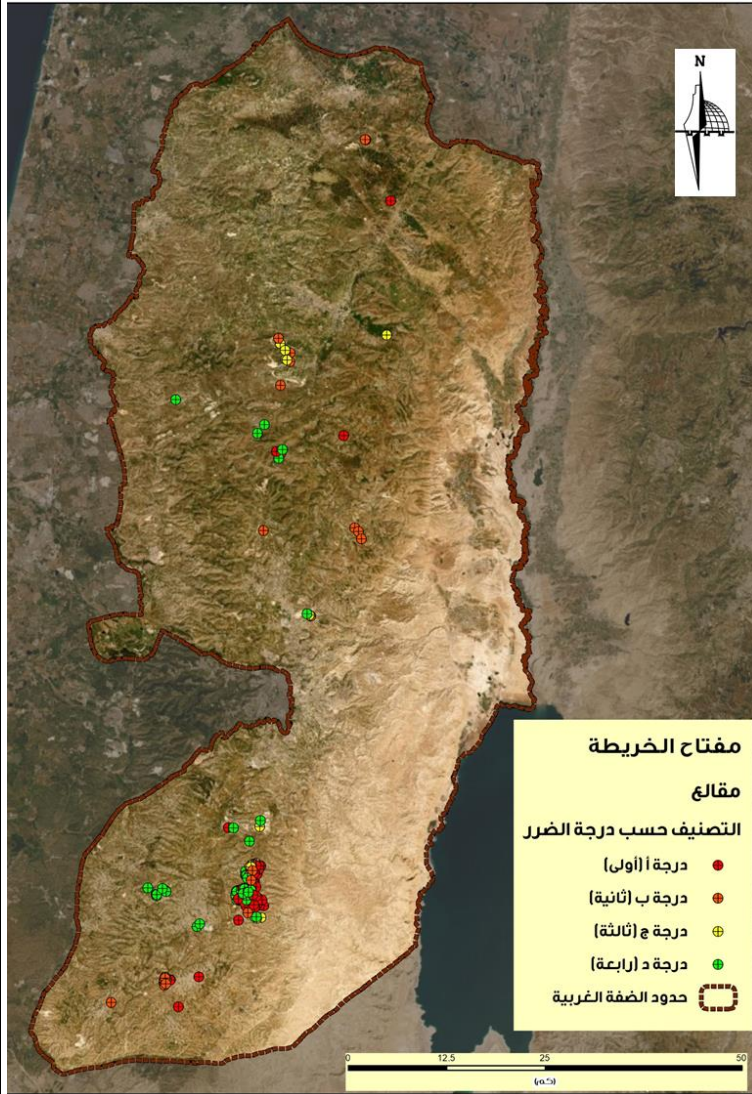 N
مفتاح الخريطة
مقالع
التصنيف حسب درجة الضرر
درجة أ (أولى)
درجة ب (ثانية)
درجة ج (ثالثة)
درجة د (رابعة)
حدود الضفة الغربية
0 12.5 25 50
(كم)